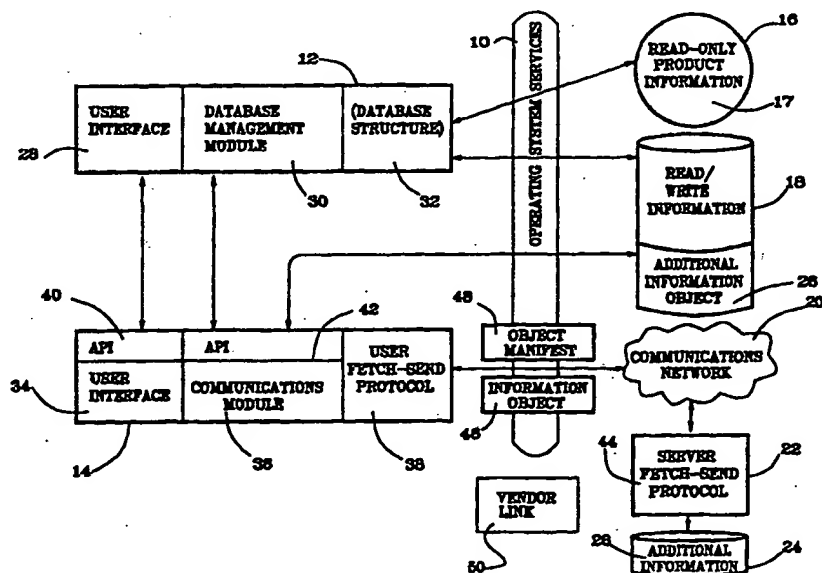 12
USER
INTERFACE
28
DATABASE
MANAGEMENT
MODULE
30
(DATABASE
STRUCTURE)
32
10
OPERATING SYSTEM SERVICES
16
READ-ONLY
PRODUCT
INFORMATION
17
READ/
WRITE
INFORMATION
18
ADDITIONAL
INFORMATION
OBJECT
26
20
40
42
API
API
34
USER
INTERFACE
COMMUNICATIONS
MODULE
36
USER
FETCH-SEND
PROTOCOL
38
14
48
OBJECT
MANIFEST
INFORMATION
OBJECT
46
COMMUNICATIONS
NETWORK
44
SERVER
FETCH-SEND
PROTOCOL
22
VENDOR
LINK
50
28
ADDITIONAL
INFORMATION
24